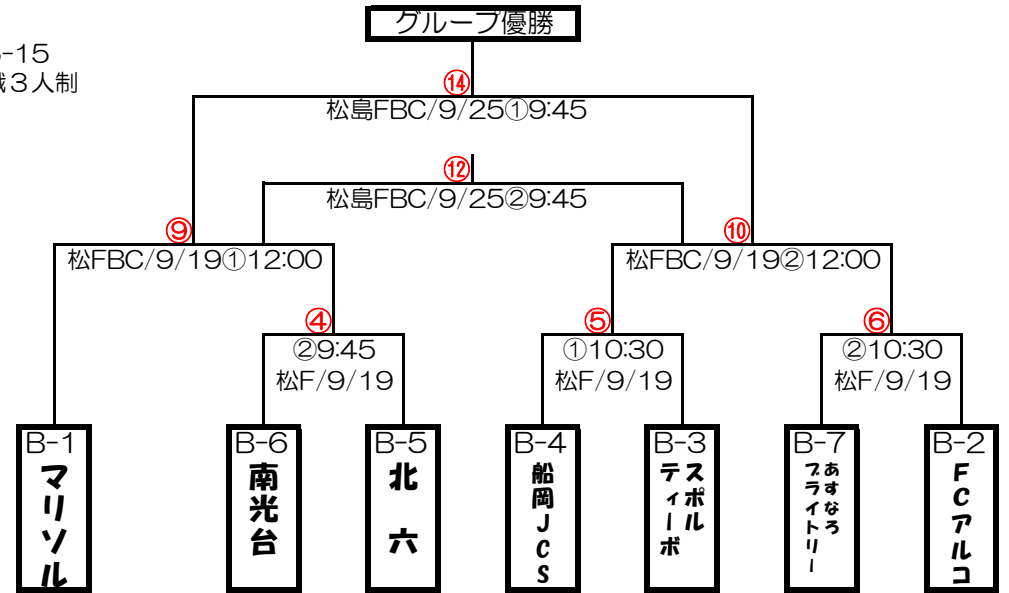 グループ優勝
-15
戦３人制
⑭
松島FBC/9/25①9:45
⑫
松島FBC/9/25②9:45
⑨
⑩
松FBC/9/19①12:00
松FBC/9/19②12:00
④
⑤
⑥
②9:45
松F/9/19
①10:30
松F/9/19
②10:30
松F/9/19
B-1
マリソル
B-6
南光台
B-5
北六
B-4
船岡JCS
B-3
スポル
ティーボ
B-7
あすなろ
ブライトリー
B-2
FCアルコ